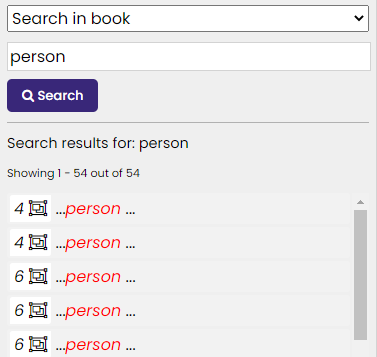 Search in book
person
Search
Search results for: person
Showing 1 - 54 out of 54
4 ...person ...
4 ...person ...
6 ...person ...
6 ...person ...
6 ...person ...